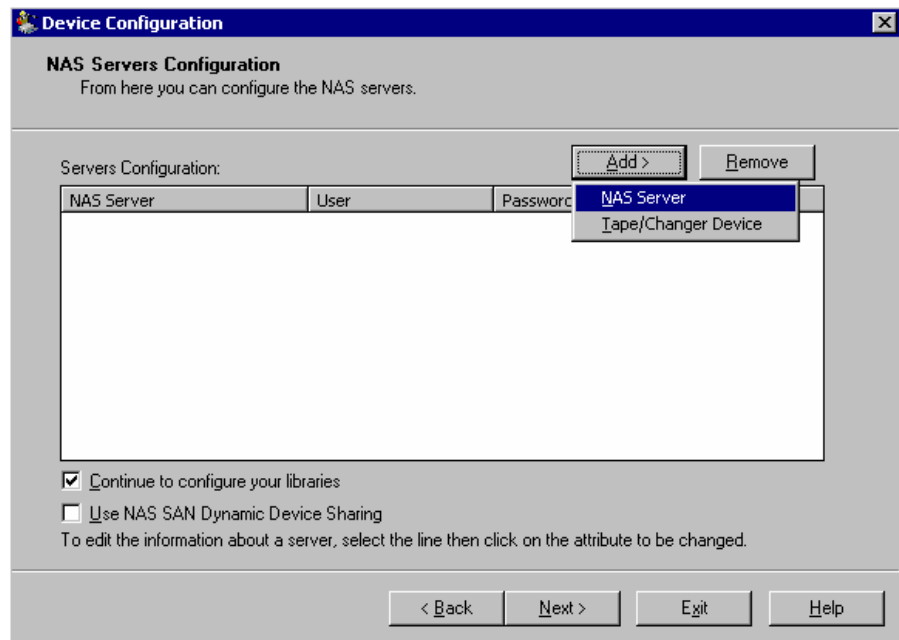 Device Configuration
NAS Servers Configuration
From here you can configure the NAS servers.
Servers Configuration:
Add >
Remove
NAS Server
User
Password
NAS Server
Tape/Changer Device
Continue to configure your libraries
Use NAS SAN Dynamic Device Sharing
To edit the information about a server, select the line then click on the attribute to be changed.
< Back
Next >
Exit
Help